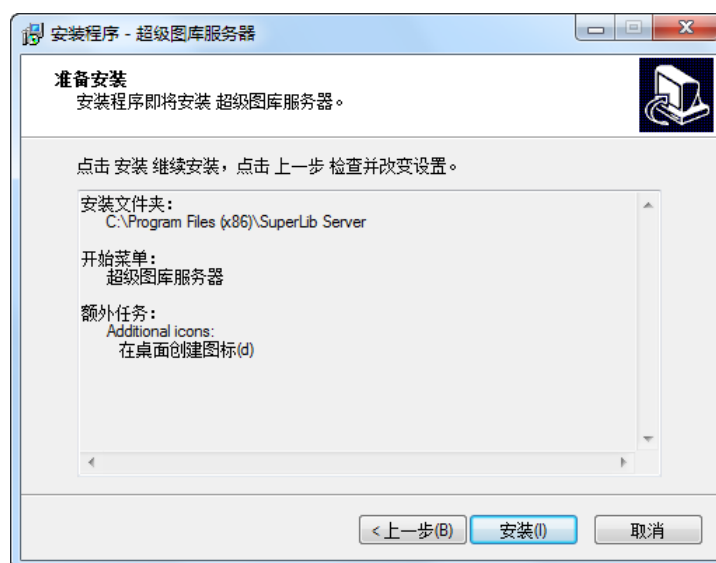 安装程序 - 超级图库服务器
准备安装
安装程序即将安装 超级图库服务器。
点击 安装 继续安装，点击 上一步 检查并改变设置。
安装文件夹：
C:\Program Files (x86)\SuperLib Server
开始菜单：
超级图库服务器
额外任务：
Additional icons:
在桌面创建图标(d)
< 上一步(B)
安装(I)
取消